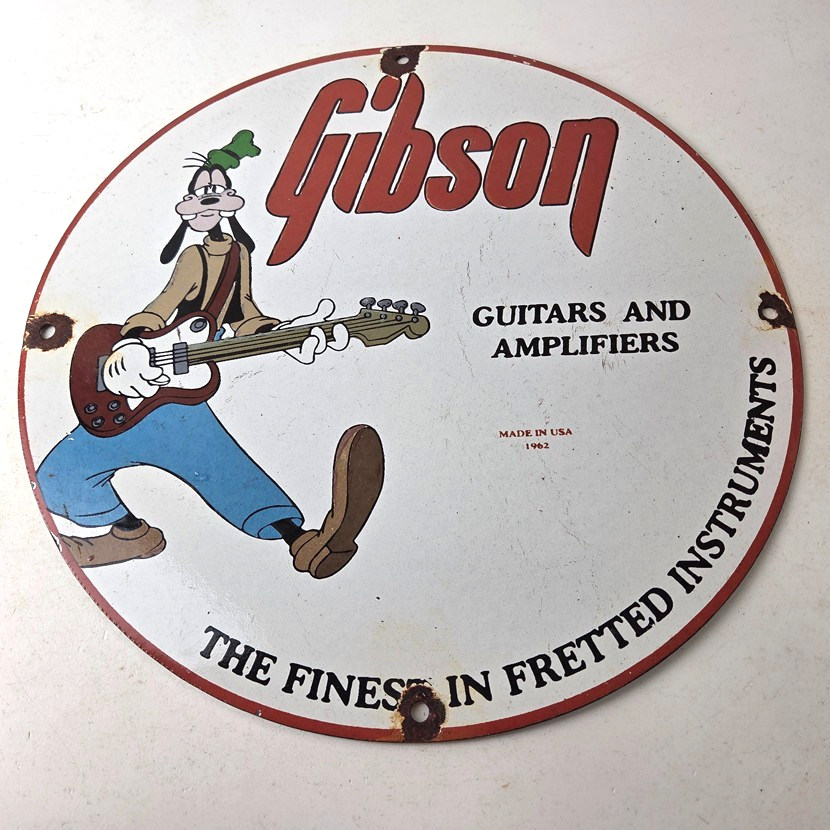 Gibson
GUITARS AND
AMPLIFIERS
MADE IN USA
1962
THE FINEST IN FRETTED INSTRUMENTS